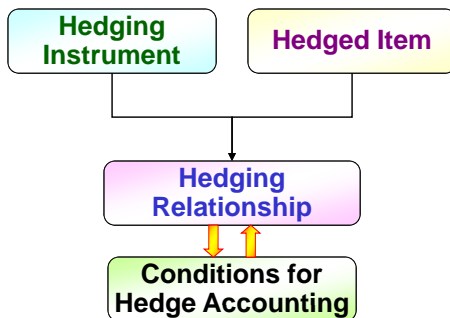 Hedging
Instrument
Hedged Item
Hedging
Relationship
Conditions for
Hedge Accounting